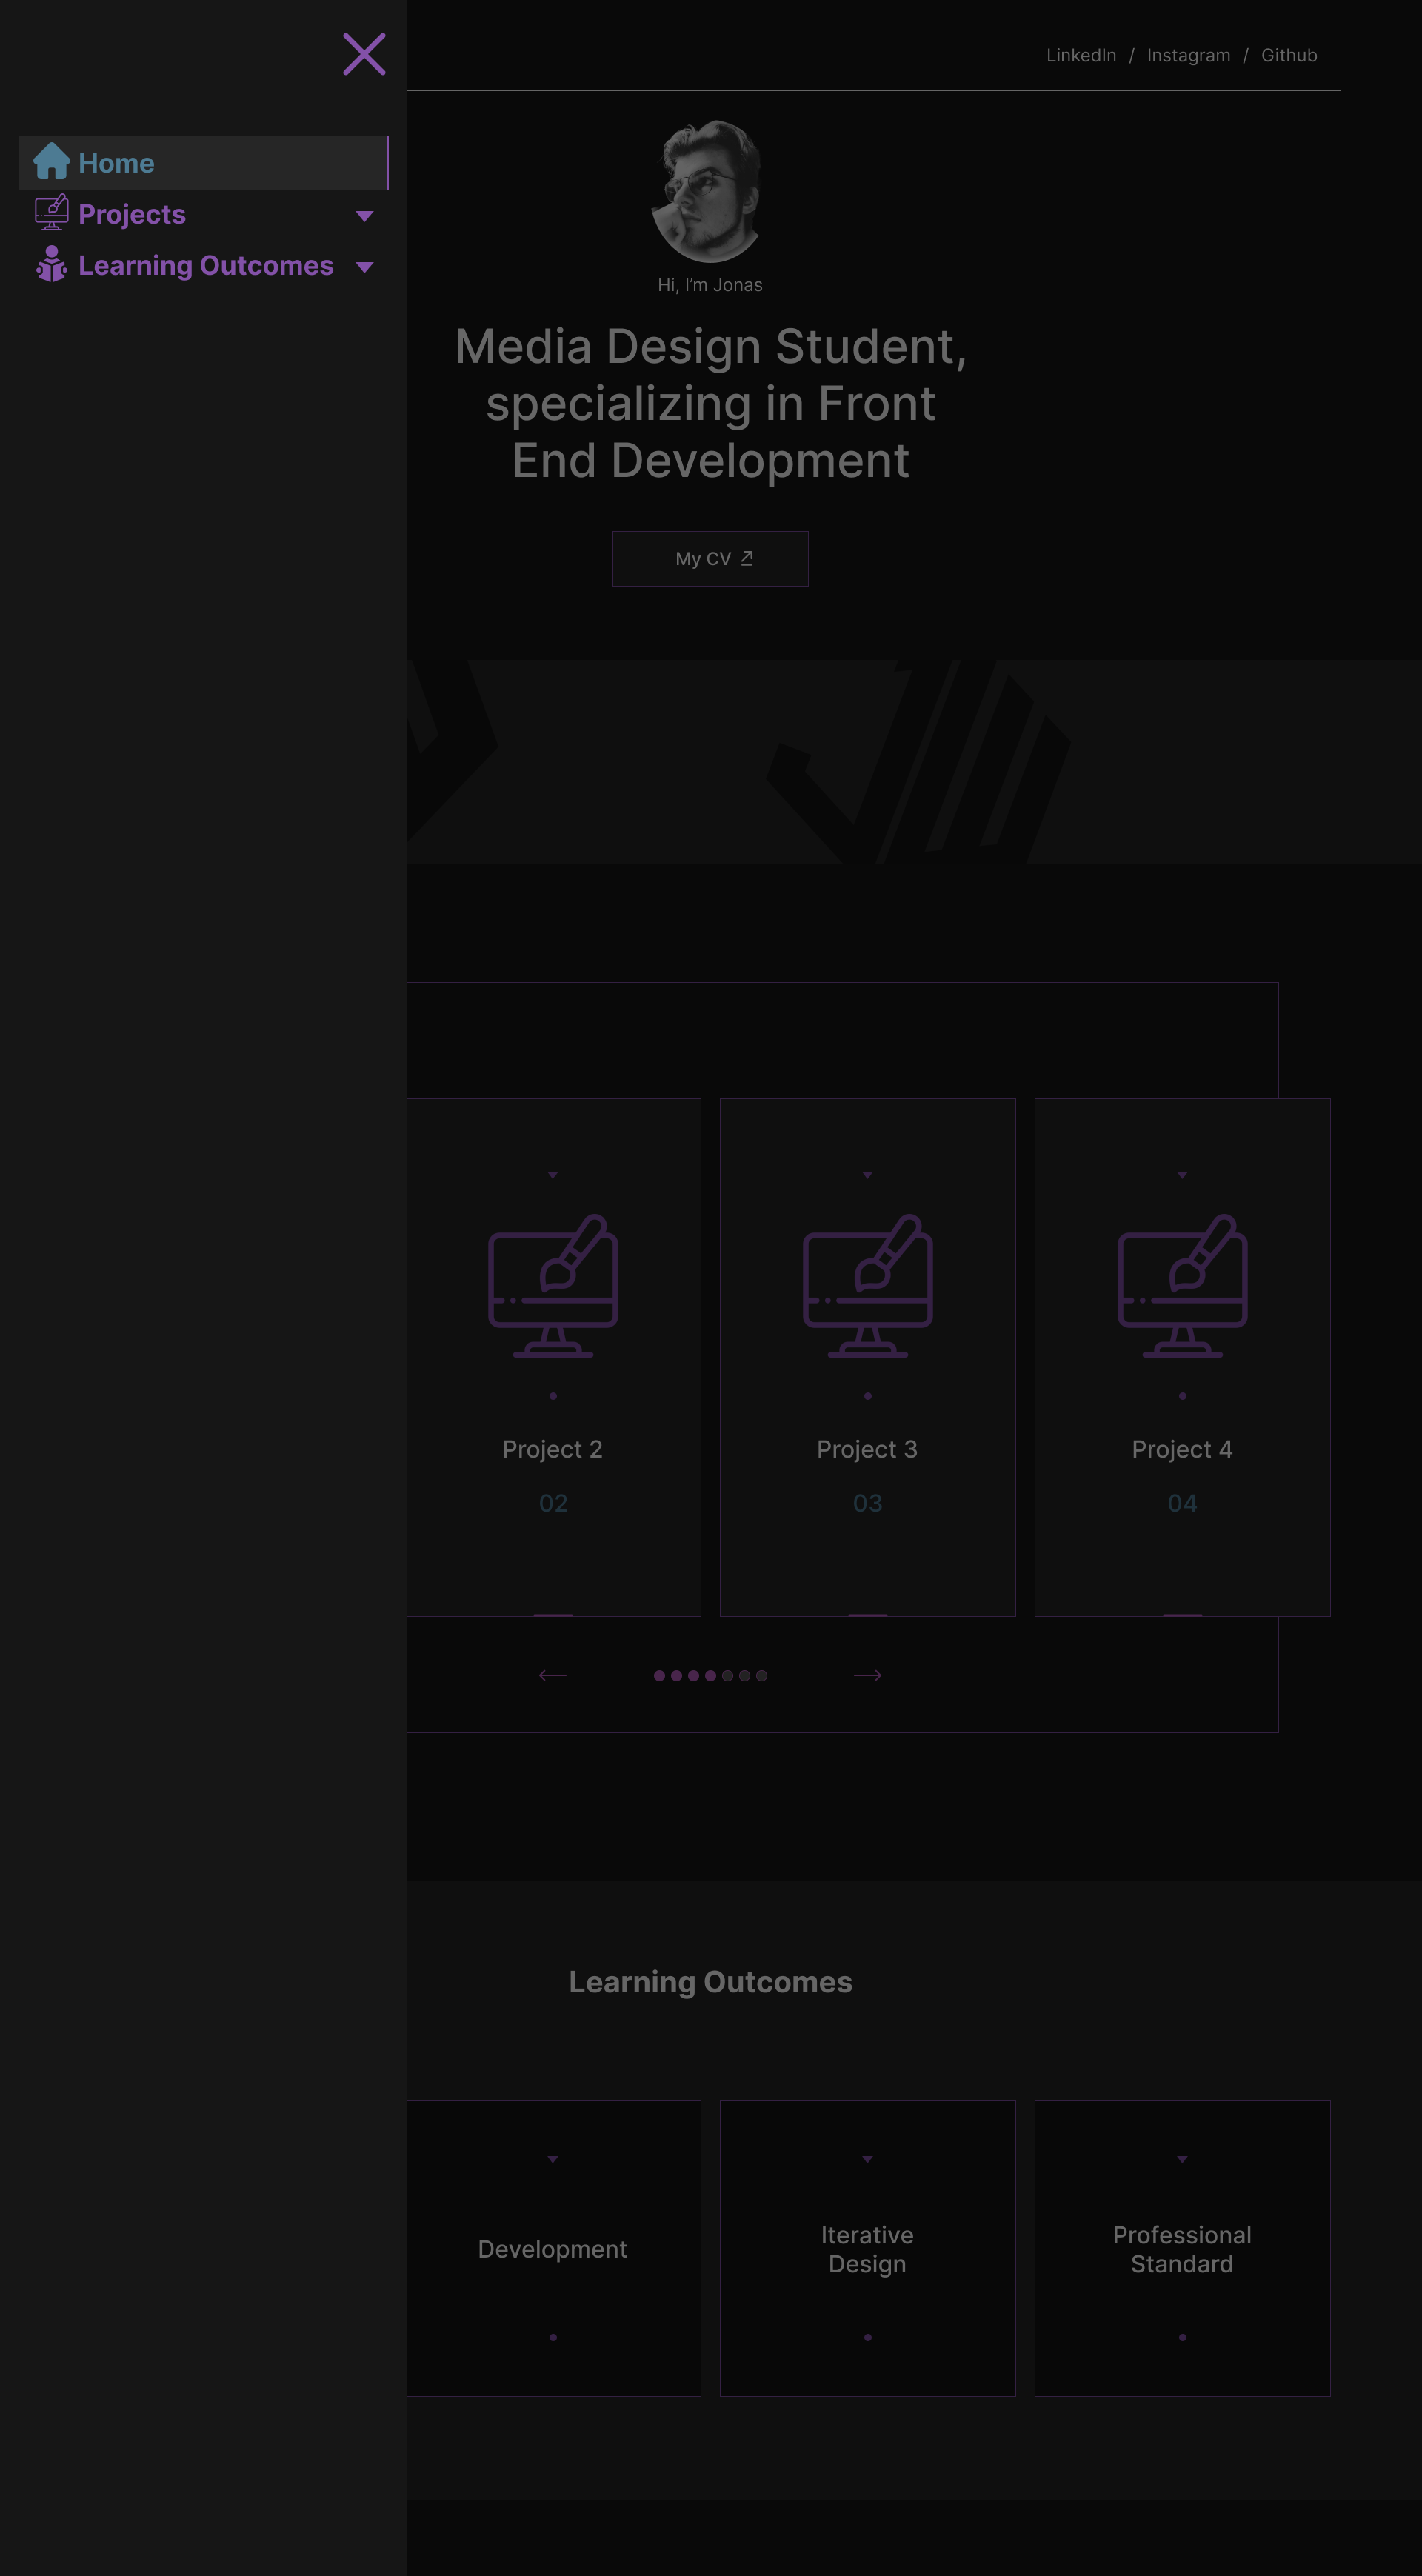 LinkedIn / Instagram / Github
Home
Projects
Learning Outcomes
Hi, I’m Jonas
Media Design Student,
specializing in Front
End Development
My CV
Project 2
02
Project 3
03
Project 4
04
Learning Outcomes
Development
Iterative
Design
Professional
Standard